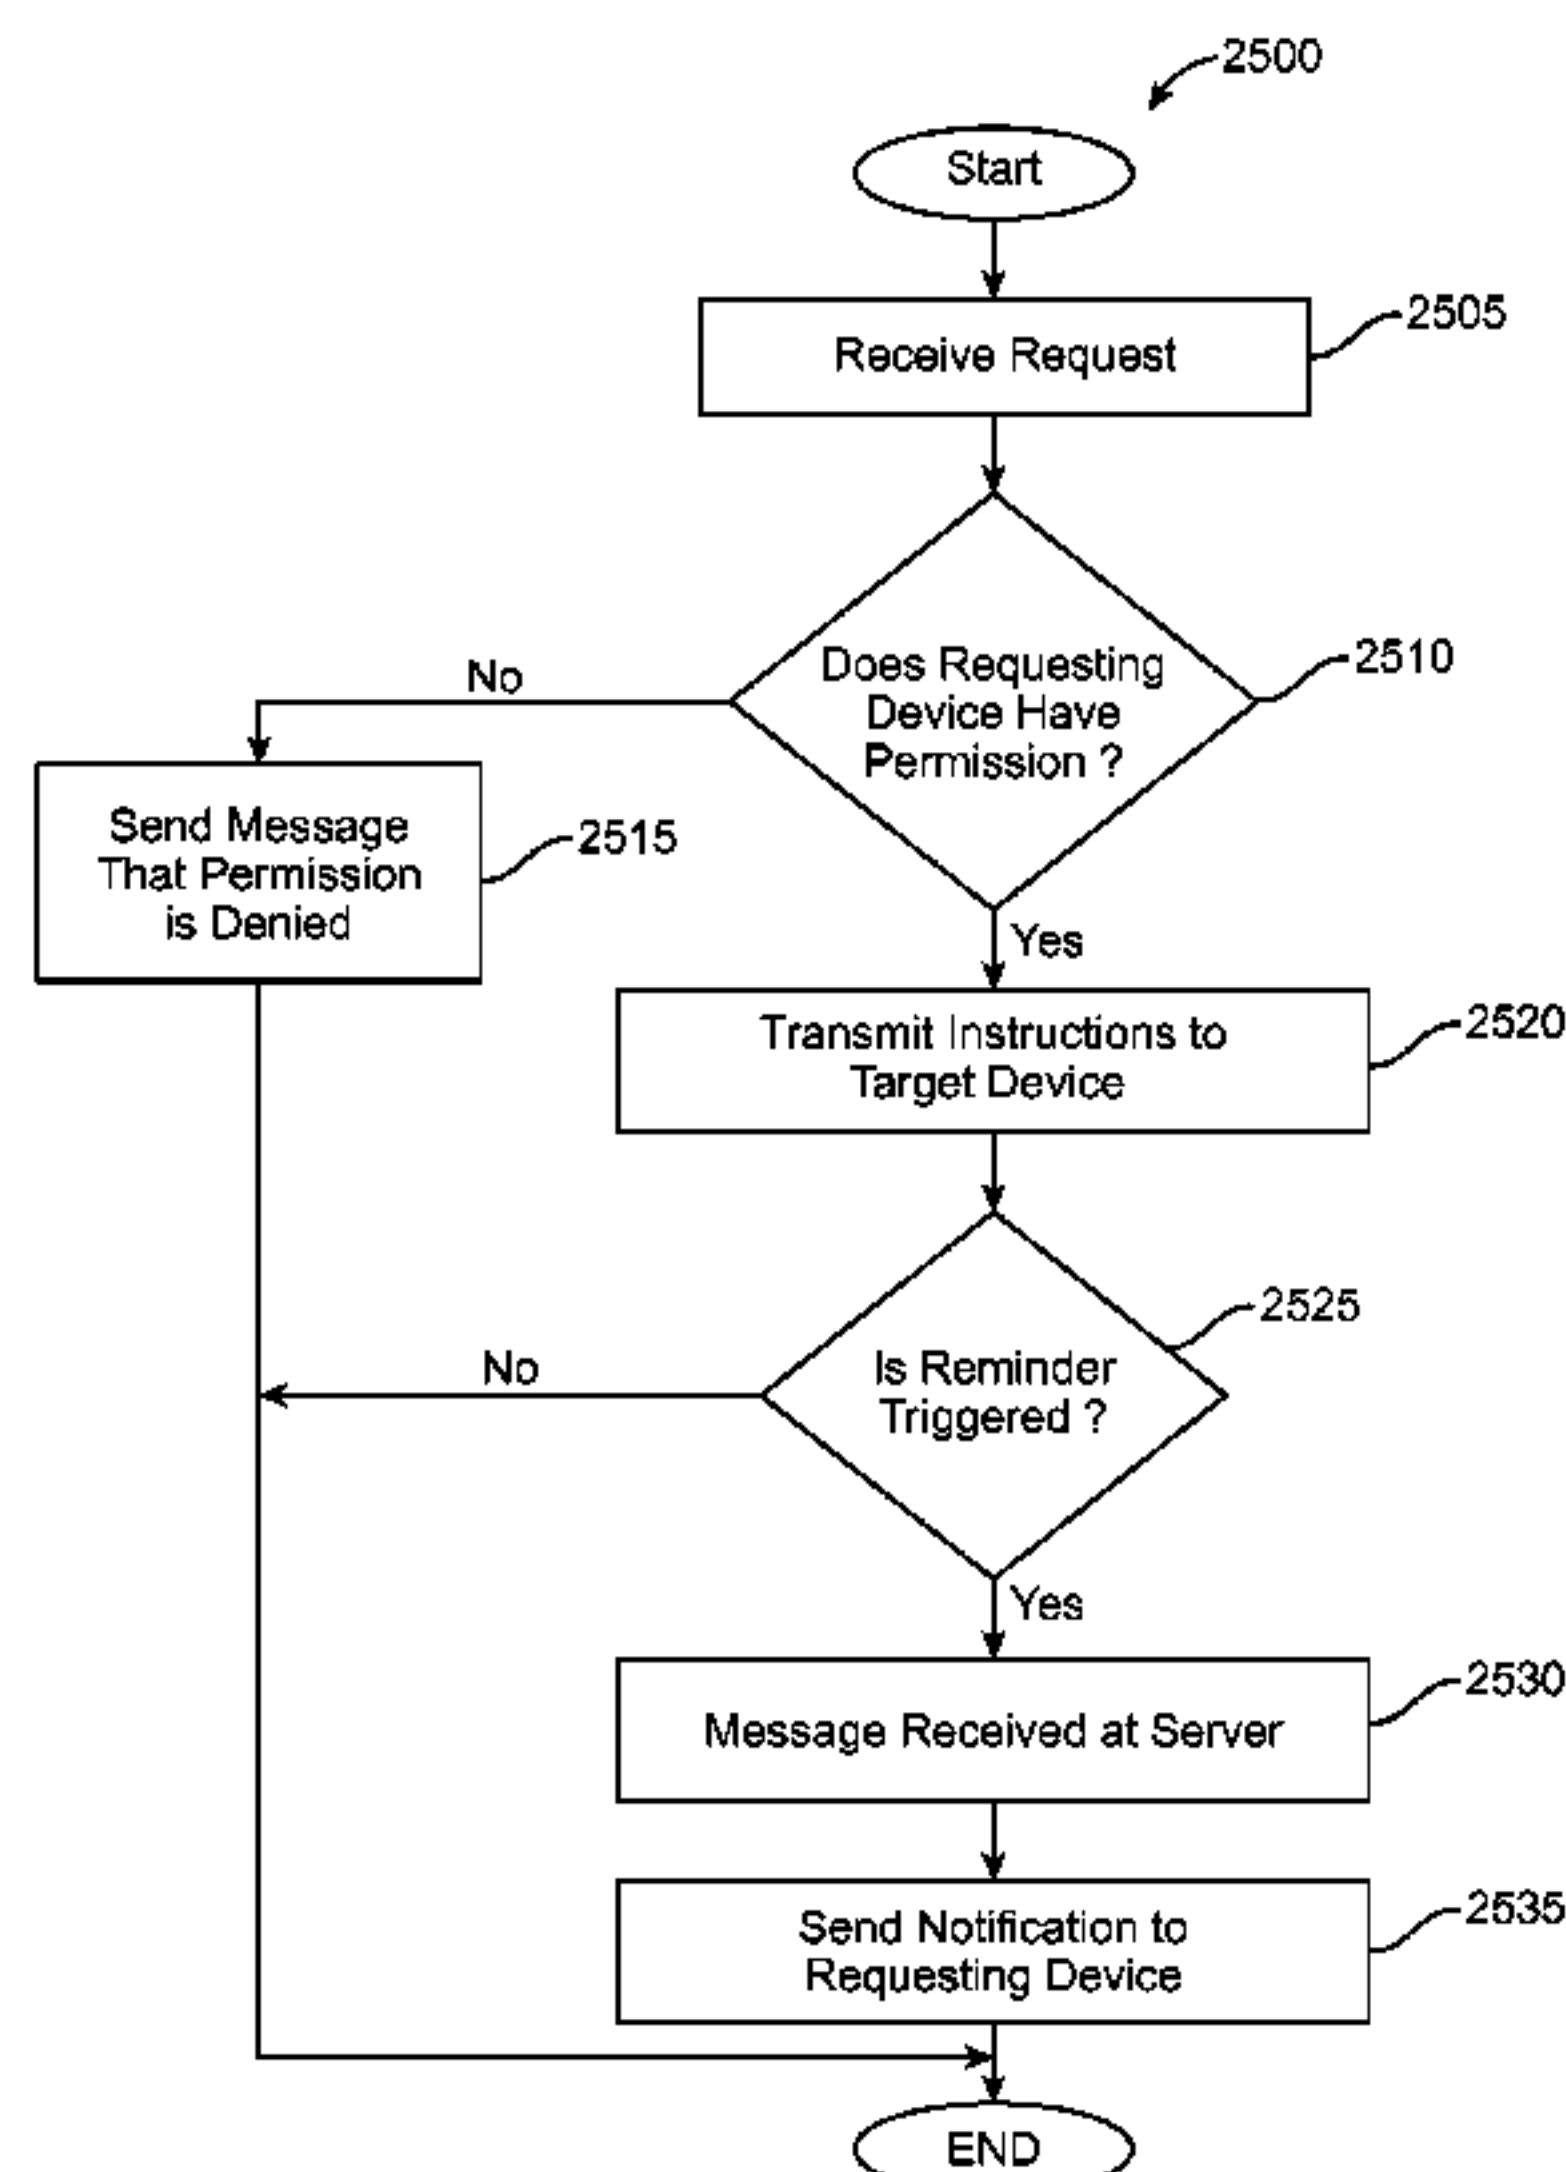 2500
Start
2505
Receive Request
2510
Does Requesting
Device Have
Permission ?
No
Send Message
That Permission
is Denied
2515
Yes
2520
Transmit Instructions to
Target Device
2525
Is Reminder
Triggered ?
No
Yes
2530
Message Received at Server
2535
Send Notification to
Requesting Device
END